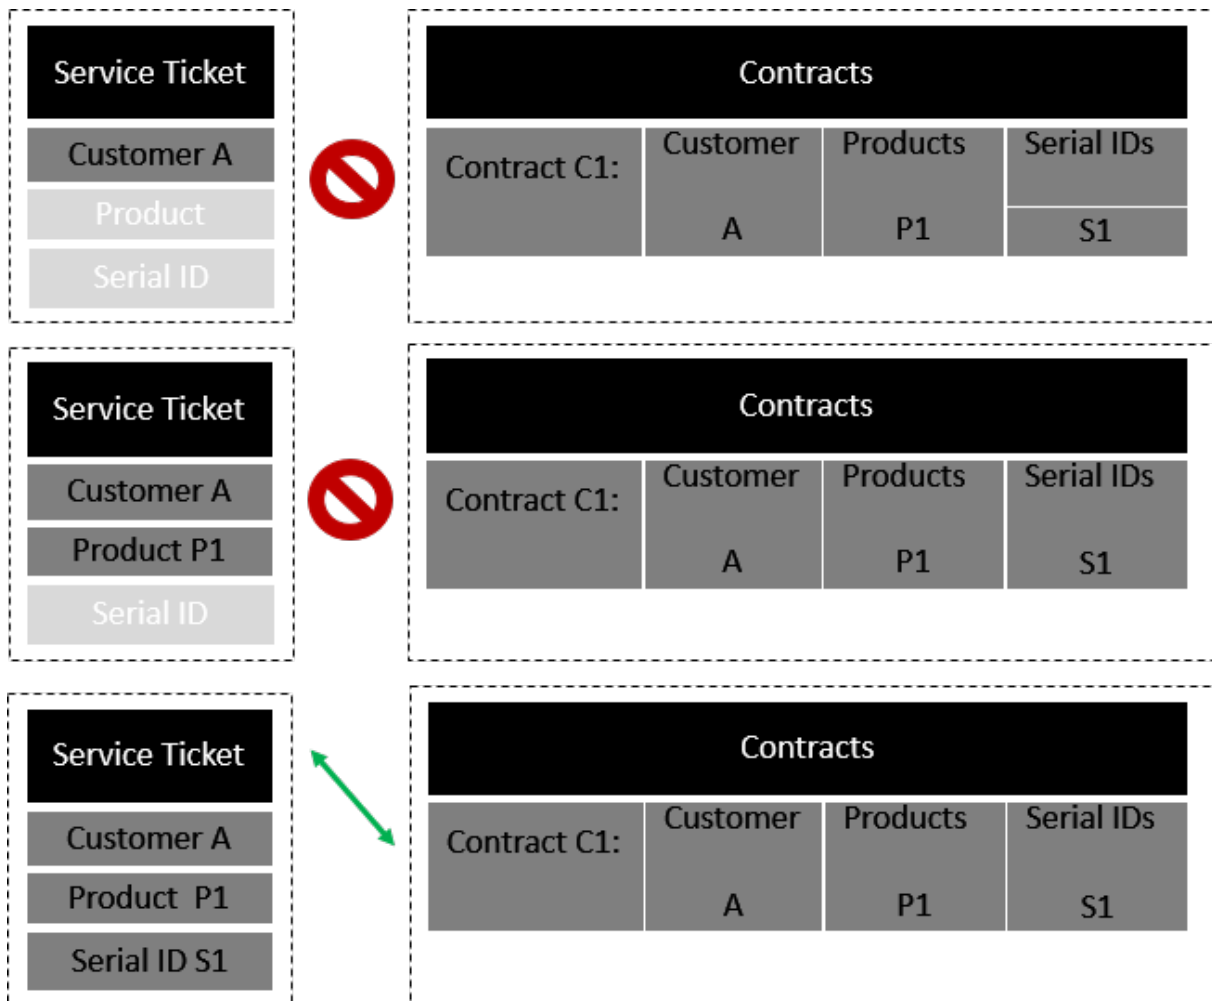 Service Ticket
Customer A
Product
Serial ID
Contracts
Contract C1:
Customer
Products
Serial IDs
A
P1
S1
Service Ticket
Customer A
Product P1
Serial ID
Contracts
Contract C1:
Customer
Products
Serial IDs
A
P1
S1
Service Ticket
Customer A
Product P1
Serial ID S1
Contracts
Contract C1:
Customer
Products
Serial IDs
A
P1
S1